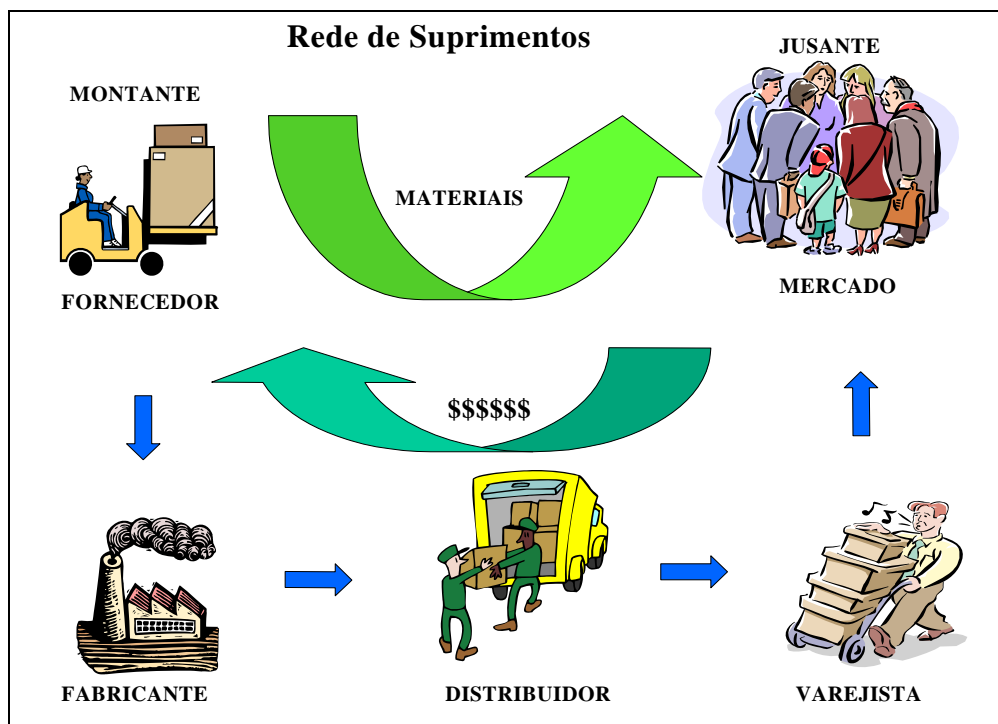 Rede de Suprimentos
JUSANTE
MONTANTE
MATERIAIS
MERCADO
FORNECEDOR
$$$$$$
FABRICANTE
DISTRIBUIDOR
VAREJISTA